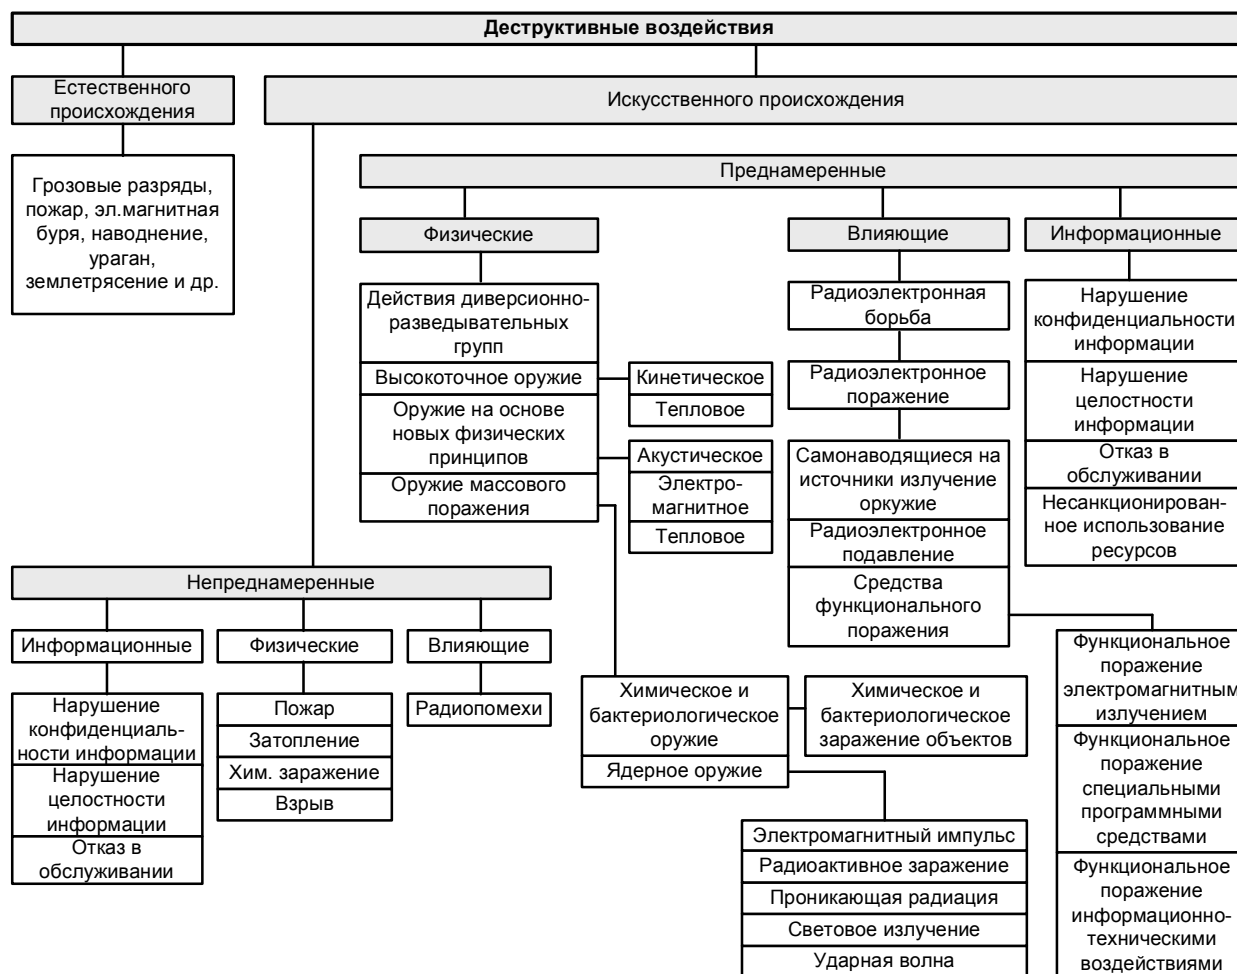 Деструктивные воздействия
Естественного
происхождения
Искусственного происхождения
Грозовые разряды,
пожар, эл.магнитная
буря, наводнение,
ураган,
землетрясение и др.
Преднамеренные
Физические
Влияющие
Информационные
Действия диверсионно-
разведывательных
групп
Высокоточное оружие
Оружие на основе
новых физических
принципов
Оружие массового
поражения
Кинетическое
Тепловое
Акустическое
Электро-
магнитное
Тепловое
Радиоэлектронная
борьба
Радиоэлектронное
поражение
Самонаводящиеся на
источники излучение
оркужие
Радиоэлектронное
подавление
Средства
функционального
поражения
Нарушение
конфиденциальности
информации
Нарушение
целостности
информации
Отказ в
обслуживании
Несанкционирован-
ное использование
ресурсов
Непреднамеренные
Информационные
Физические
Влияющие
Нарушение
конфиденциаль-
ности информации
Нарушение
целостности
информации
Отказ в
обслуживании
Пожар
Затопление
Хим. заражение
Взрыв
Радиопомехи
Химическое и
бактериологическое
оружие
Ядерное оружие
Химическое и
бактериологическое
заражение объектов
Электромагнитный импульс
Радиоактивное заражение
Проникающая радиация
Световое излучение
Ударная волна
Функциональное
поражение
электромагнитным
излучением
Функциональное
поражение
специальными
программными
средствами
Функциональное
поражение
информационно-
техническими
воздействиями